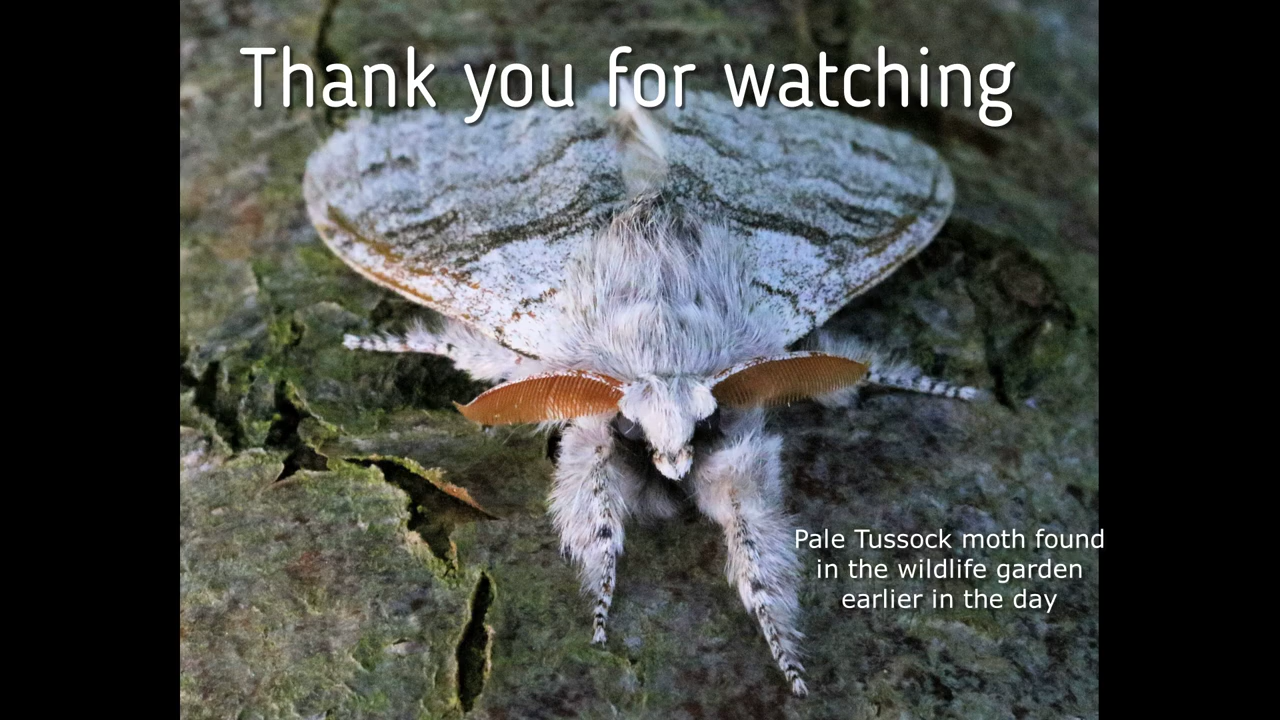 Thank you for watching
Pale Tussock moth found
in the wildlife garden
earlier in the day